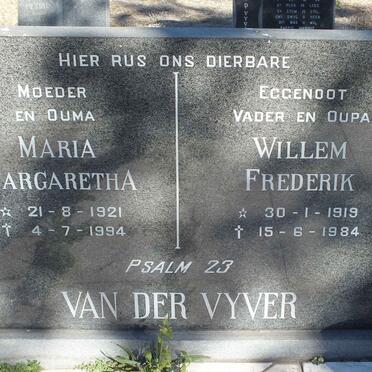 HIER RUS ONS DIERBARE
MOEDER
EN OUMA
MARIA
ARGARETHA
☆ 21-8-1921
† 4-7-1994
EGGENOOT
VADER EN OUPA
WILLEM
FREDERIK
☆ 30-1-1919
† 15-6-1984
PSALM 23
VAN DER VYVER